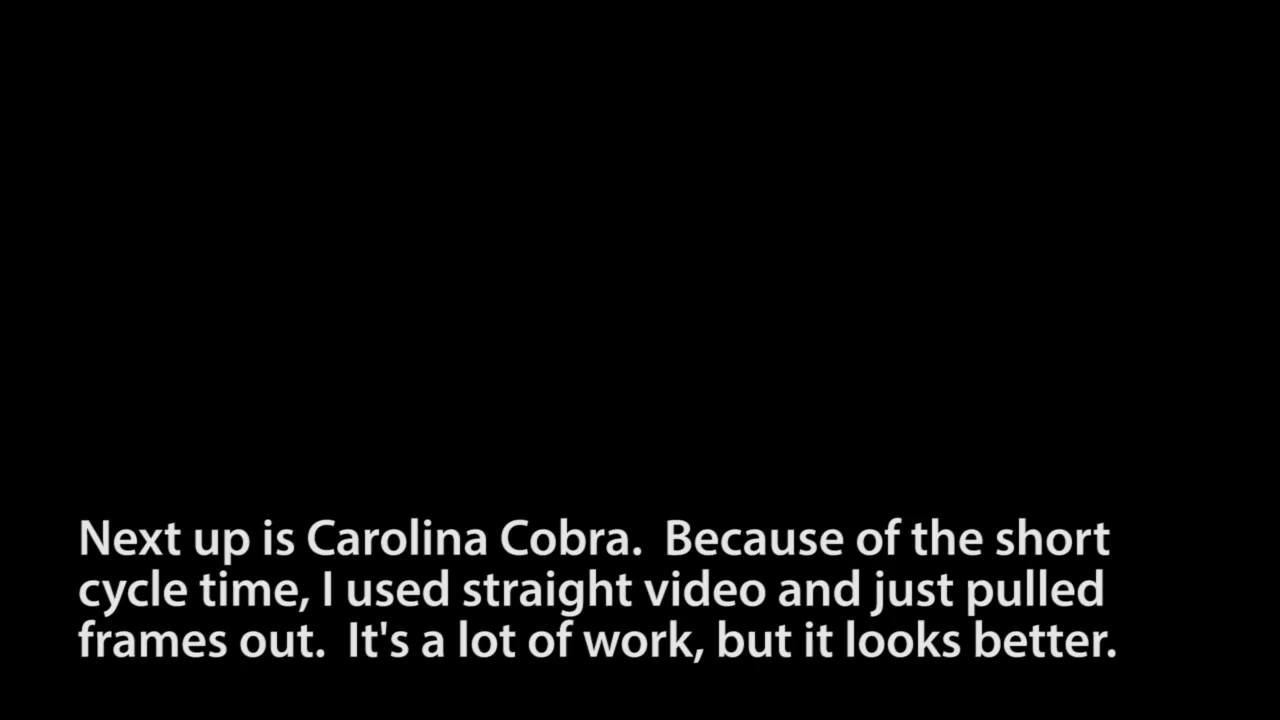 Next up is Carolina Cobra.  Because of the short
cycle time, I used straight video and just pulled
frames out.  It's a lot of work, but it looks better.